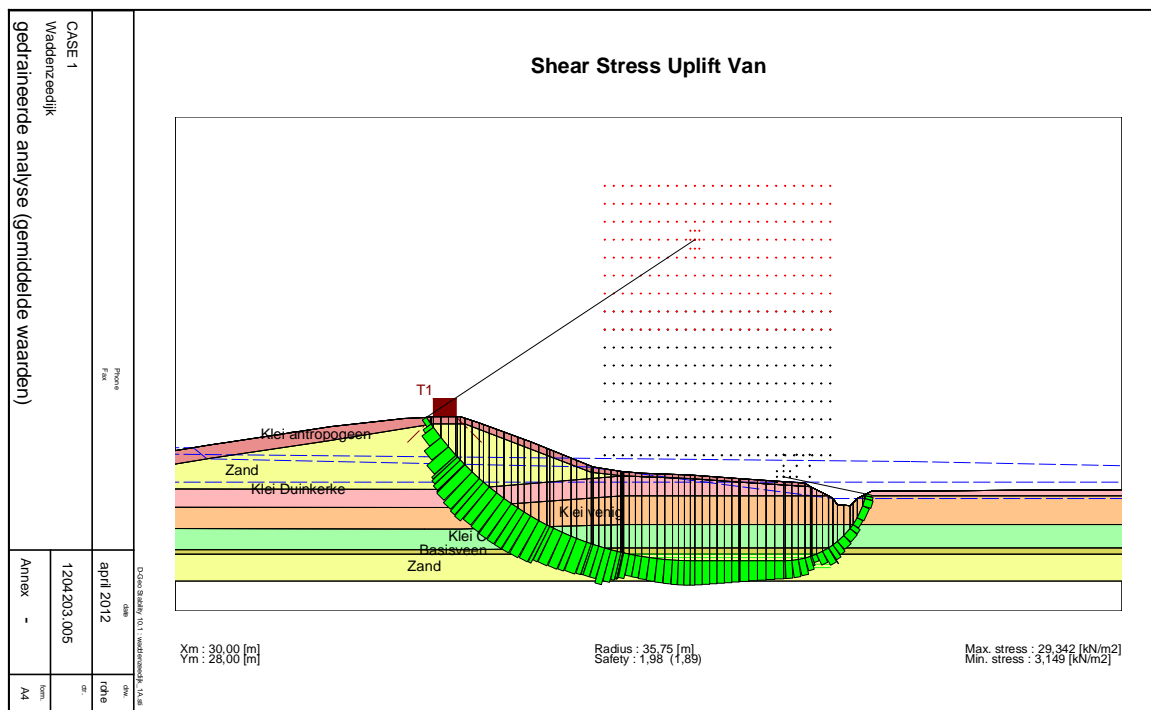 Shear Stress Uplift Van
T1
Klei antropogeen
Zand
Klei Duinkerke
Klei venig
Klei
Basisveen
Zand
Xm : 30,00 [m]
Ym : 28,00 [m]
Radius : 35,75 [m]
Safety : 1,98 (1,89)
Max. stress : 29,342 [kN/m2]
Min. stress : 3,149 [kN/m2]
CASE 1
Waddenzeedijk
gedraineerde analyse (gemiddelde waarden)
Phone
Fax
D-Geo Stability 10.1 : waddenzeedijk_1A.sti
date
april 2012
drw.
rohe
1204203.005
ctr.
Annex -
form.
A4